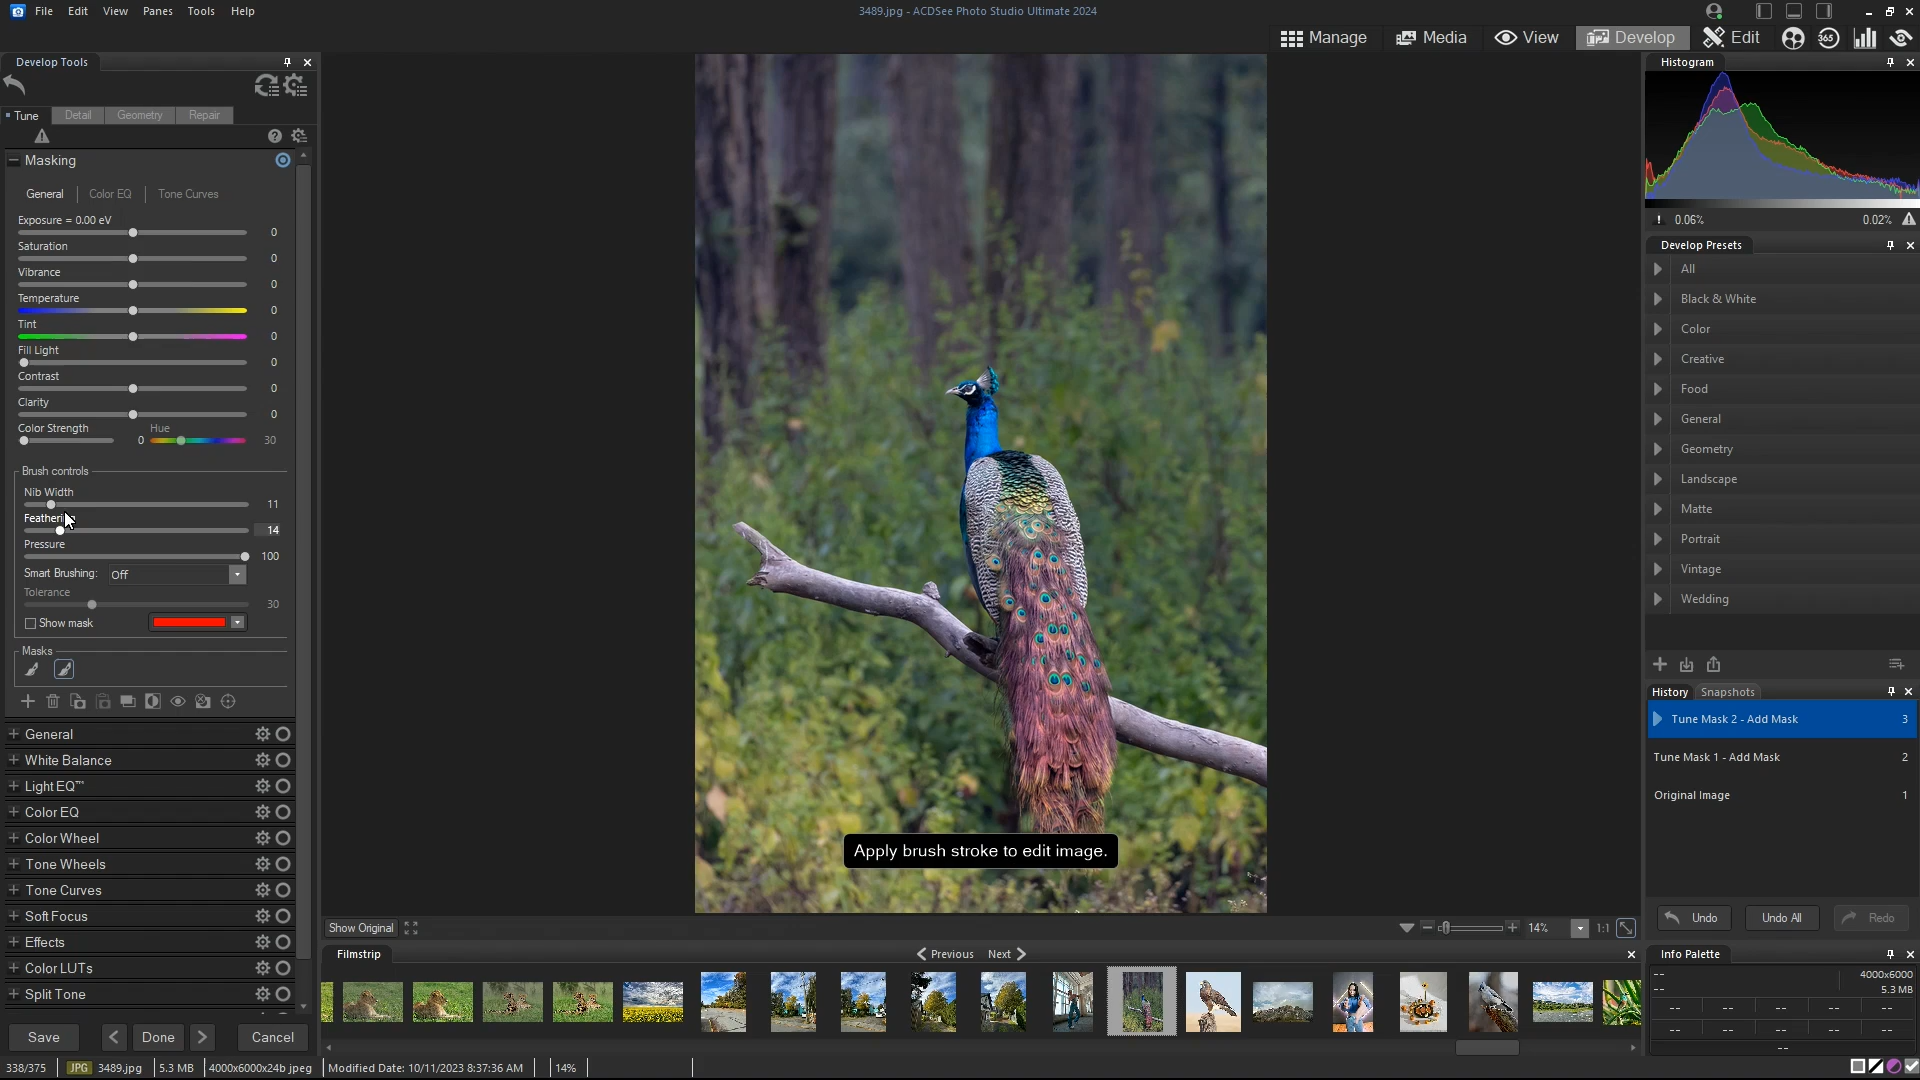 File Edit View Panes Tools Help
3489.jpg - ACDSee Photo Studio Ultimate 2024
Manage Media View Develop Edit 365
Develop Tools
Tune Detail Geometry Repair
Masking
General Color EQ Tone Curves
Exposure = 0.00 eV
0
Saturation
0
Vibrance
0
Temperature
0
Tint
0
Fill Light
0
Contrast
0
Clarity
0
Color Strength Hue
0 30
Brush controls
Nib Width
11
Feathering
14
Pressure
100
Smart Brushing: Off
Tolerance
30
Show mask
Masks
General
White Balance
Light EQ™
Color EQ
Color Wheel
Tone Wheels
Tone Curves
Soft Focus
Effects
Color LUTs
Split Tone
Save Done Cancel
Apply brush stroke to edit image.
Show Original
14% 1:1
Filmstrip
Previous Next
Histogram
0.06% 0.02%
Develop Presets
All
Black & White
Color
Creative
Food
General
Geometry
Landscape
Matte
Portrait
Vintage
Wedding
History Snapshots
Tune Mask 2 - Add Mask 3
Tune Mask 1 - Add Mask 2
Original Image 1
Undo Undo All Redo
Info Palette
-- 4000x6000
-- 5.3 MB
-- -- -- -- --
-- -- -- -- --
--
338/375 JPG 3489.jpg 5.3 MB 4000x6000x24b jpeg Modified Date: 10/11/2023 8:37:36 AM 14%